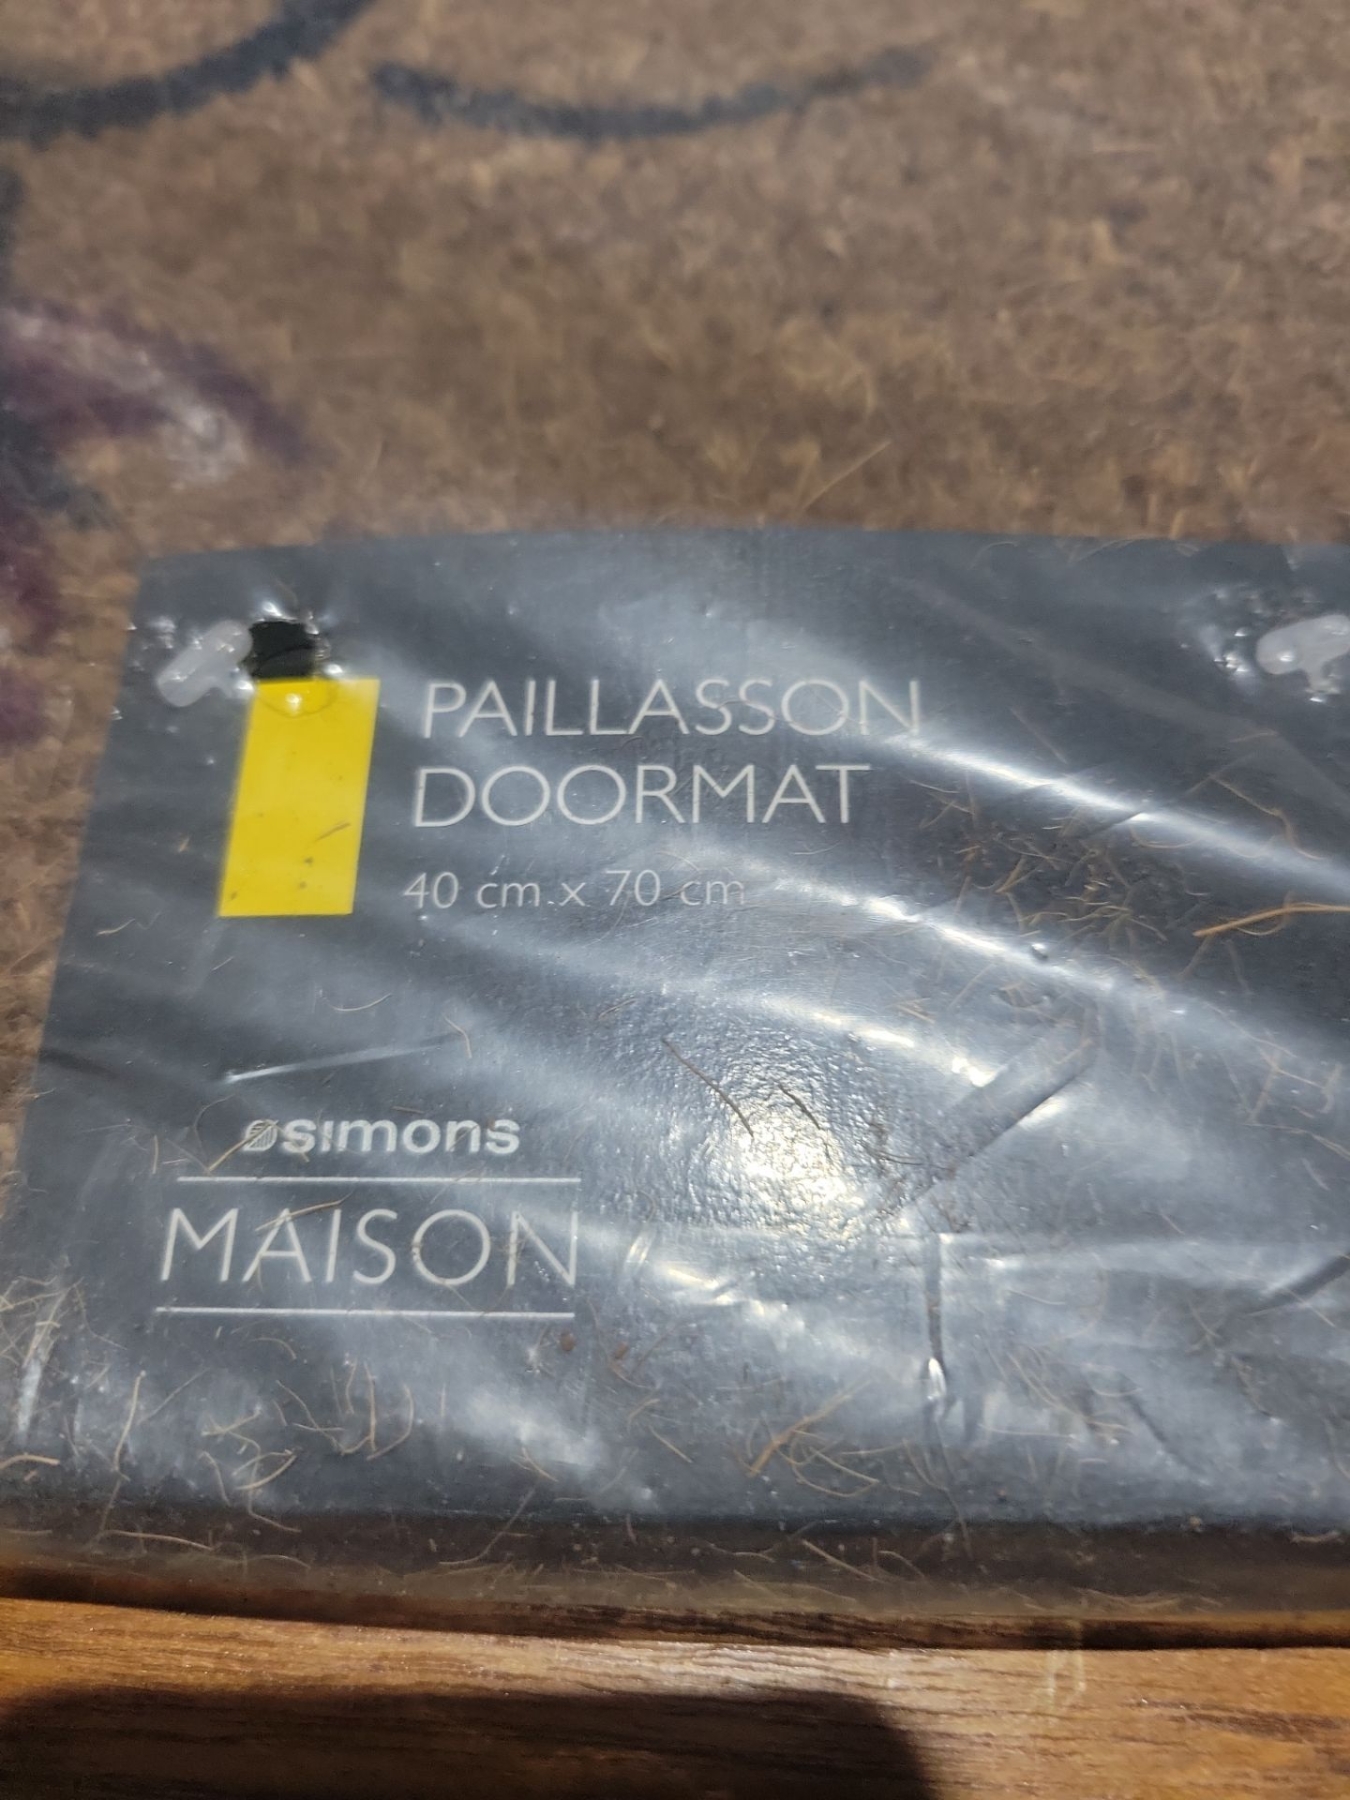 PAILLASSON
DOORMAT
40 cm x 70 cm
simons
MAISON